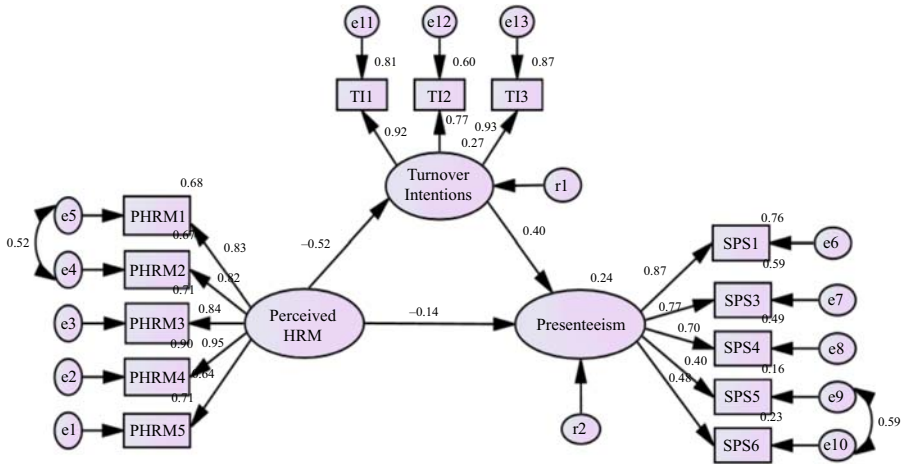 e11
e12
e13
0.81
0.60
0.87
TI1
TI2
TI3
0.92
0.77
0.93
0.27
Turnover
Intentions
r1
0.68
e5
PHRM1
0.67
0.83
0.52
–0.52
0.40
e4
PHRM2
0.82
0.71
e3
PHRM3
0.84
0.90
0.95
e2
PHRM4
0.64
0.71
e1
PHRM5
Perceived
HRM
–0.14
0.24
Presenteeism
r2
0.76
SPS1
e6
0.59
0.87
0.77
SPS3
e7
0.49
0.70
SPS4
e8
0.16
0.40
SPS5
e9
0.48
0.23
SPS6
e10
0.59